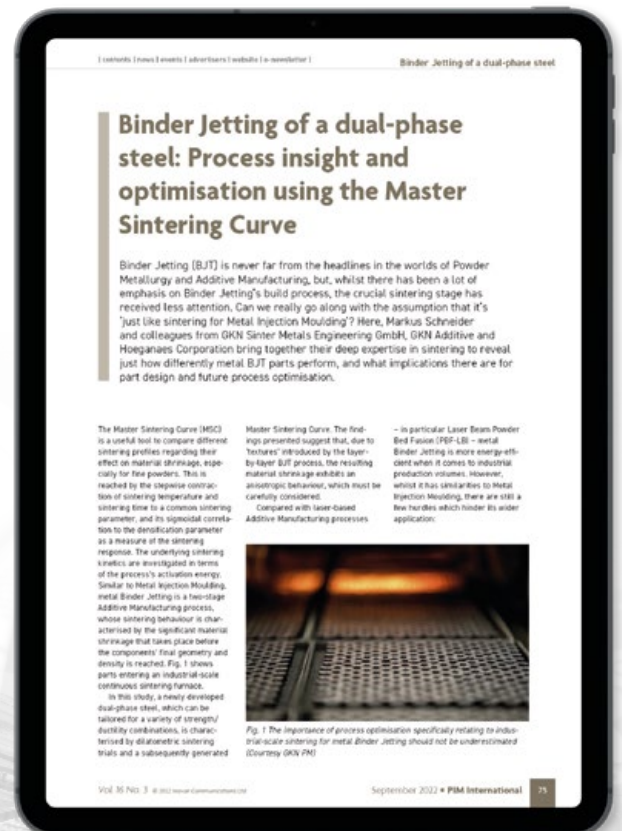 | contents | news | events | advertisers | website | e-newsletter |
Binder Jetting of a dual-phase steel
Binder Jetting of a dual-phase
steel: Process insight and
optimisation using the Master
Sintering Curve
Binder Jetting (BJT) is never far from the headlines in the worlds of Powder
Metallurgy and Additive Manufacturing, but, whilst there has been a lot of
emphasis on Binder Jetting's build process, the crucial sintering stage has
received less attention. Can we really go along with the assumption that it's
'just like sintering for Metal Injection Moulding'? Here, Markus Schneider
and colleagues from GKN Sinter Metals Engineering GmbH, GKN Additive and
Hoeganaes Corporation bring together their deep expertise in sintering to reveal
just how differently metal BJT parts perform, and what implications there are for
part design and future process optimisation.
The Master Sintering Curve (MSC)
is a useful tool to compare different
sintering profiles regarding their
effect on material shrinkage, espe-
cially for fine powders. This is
reached by the stepwise contrac-
tion of sintering temperature and
sintering time to a common sintering
parameter, and its sigmoidal correla-
tion to the densification parameter
as a measure of the sintering
response. The underlying sintering
kinetics are investigated in terms
of the process's activation energy.
Similar to Metal Injection Moulding,
metal Binder Jetting is a two-stage
Additive Manufacturing process,
whose sintering behaviour is char-
acterised by the significant material
shrinkage that takes place before
the components' final geometry and
density is reached. Fig. 1 shows
parts entering an industrial-scale
continuous sintering furnace.
In this study, a newly developed
dual-phase steel, which can be
tailored for a variety of strength/
ductility combinations, is charac-
terised by dilatometric sintering
trials and a subsequently generated
Master Sintering Curve. The find-
ings presented suggest that, due to
'textures' introduced by the layer-
by-layer BJT process, the resulting
material shrinkage exhibits an
anisotropic behaviour, which must be
carefully considered.
Compared with laser-based
Additive Manufacturing processes
– in particular Laser Beam Powder
Bed Fusion (PBF-LB) – metal
Binder Jetting is more energy-effi-
cient when it comes to industrial
production volumes. However,
whilst it has similarities to Metal
Injection Moulding, there are still a
few hurdles which hinder its wider
application:
Fig. 1 The importance of process optimisation specifically relating to indus-
trial-scale sintering for metal Binder Jetting should not be underestimated
(Courtesy GKN PM)
Vol. 16 No. 3 © 2022 Inovar Communications Ltd
September 2022 • PIM International 75